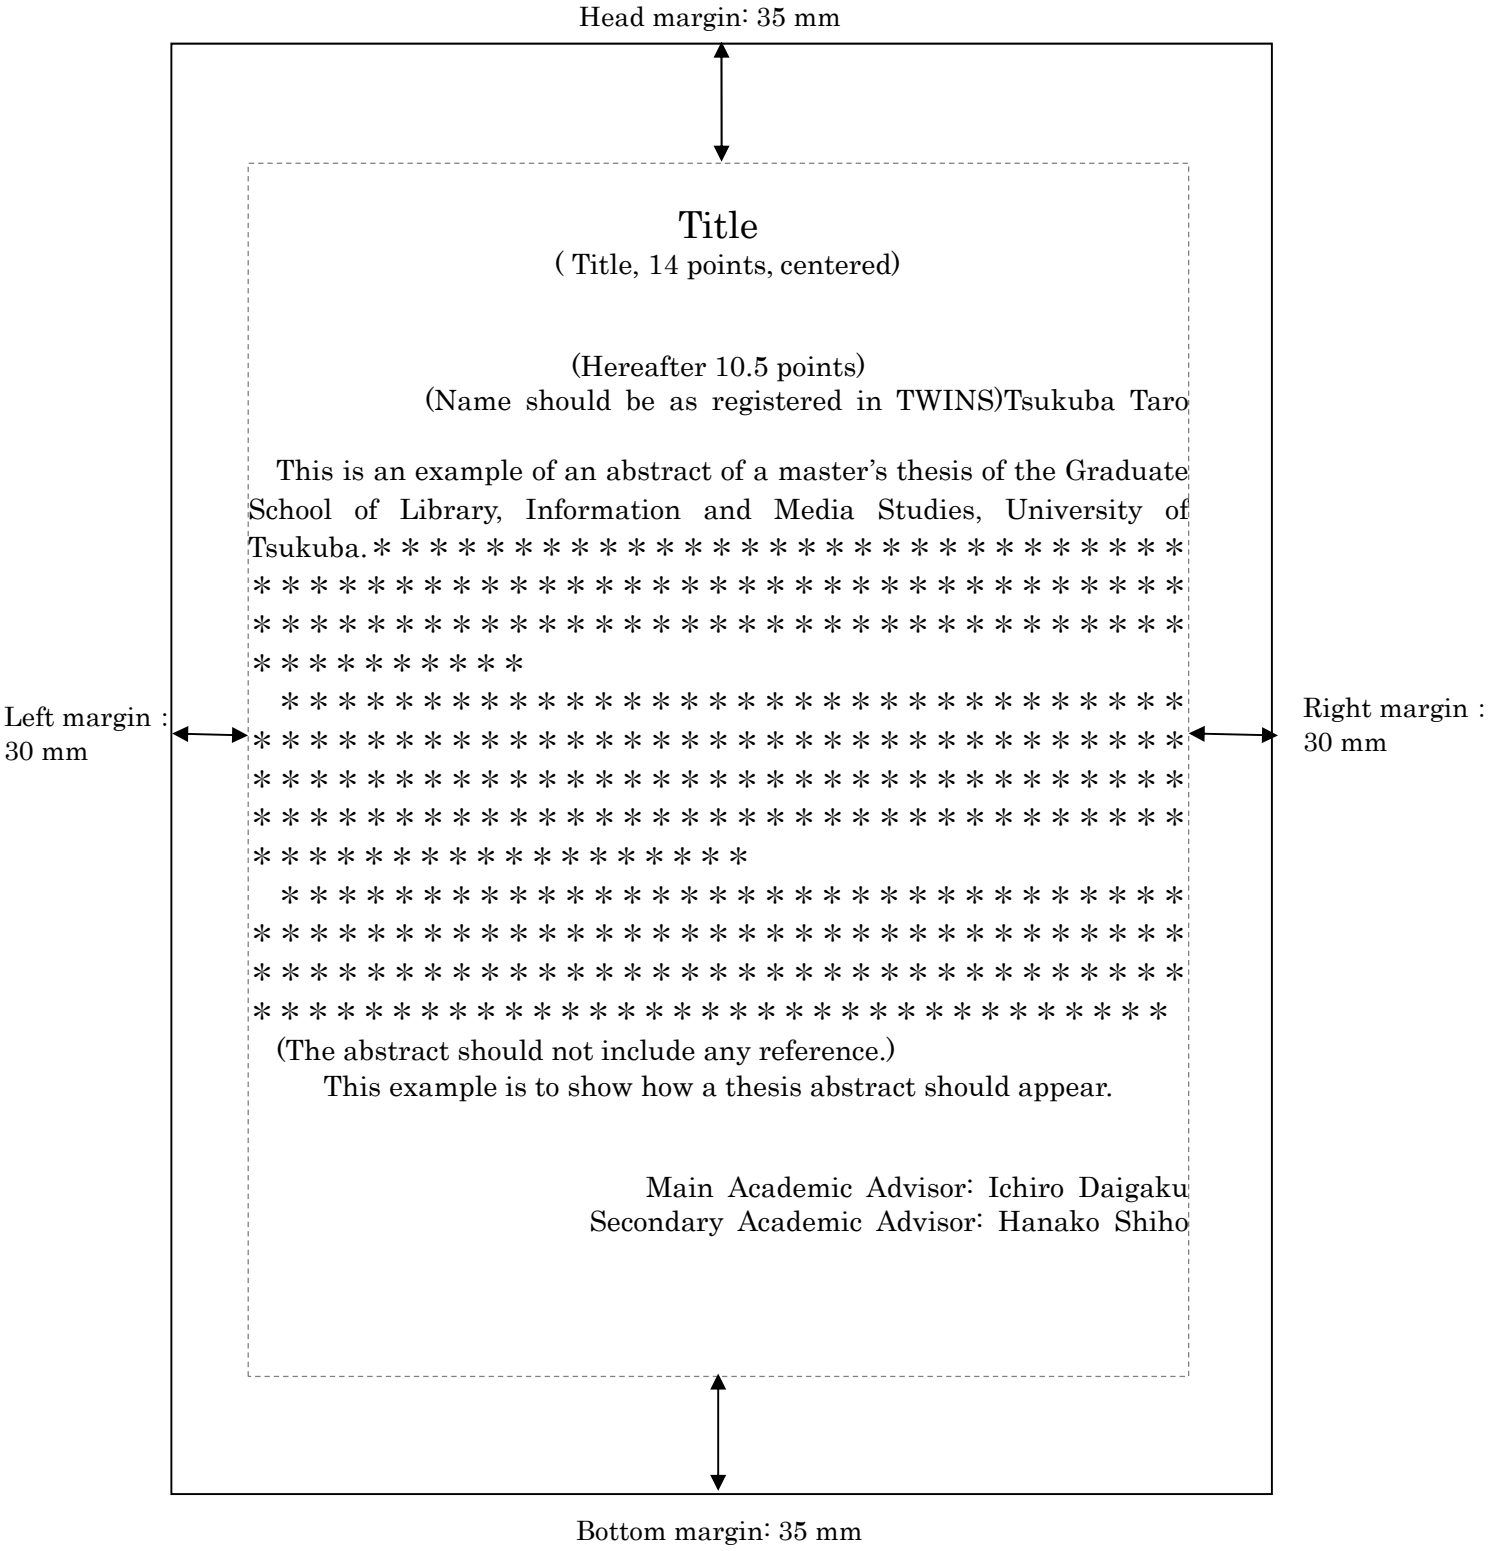 Head margin: 35 mm
Title
( Title, 14 points, centered)
(Hereafter 10.5 points)
(Name should be as registered in TWINS)Tsukuba Taro
This is an example of an abstract of a master’s thesis of the Graduate
School of Library, Information and Media Studies, University of
Tsukuba.＊＊＊＊＊＊＊＊＊＊＊＊＊＊＊＊＊＊＊＊＊＊＊＊＊＊＊＊＊
＊＊＊＊＊＊＊＊＊＊＊＊＊＊＊＊＊＊＊＊＊＊＊＊＊＊＊＊＊＊＊＊＊
＊＊＊＊＊＊＊＊＊＊＊＊＊＊＊＊＊＊＊＊＊＊＊＊＊＊＊＊＊＊＊＊＊
＊＊＊＊＊＊＊＊＊＊
＊＊＊＊＊＊＊＊＊＊＊＊＊＊＊＊＊＊＊＊＊＊＊＊＊＊＊＊＊＊＊＊
Left margin :
30 mm
＊＊＊＊＊＊＊＊＊＊＊＊＊＊＊＊＊＊＊＊＊＊＊＊＊＊＊＊＊＊＊＊＊
Right margin :
30 mm
＊＊＊＊＊＊＊＊＊＊＊＊＊＊＊＊＊＊＊＊＊＊＊＊＊＊＊＊＊＊＊＊＊
＊＊＊＊＊＊＊＊＊＊＊＊＊＊＊＊＊＊＊＊＊＊＊＊＊＊＊＊＊＊＊＊＊
＊＊＊＊＊＊＊＊＊＊＊＊＊＊＊＊＊＊
＊＊＊＊＊＊＊＊＊＊＊＊＊＊＊＊＊＊＊＊＊＊＊＊＊＊＊＊＊＊＊＊
＊＊＊＊＊＊＊＊＊＊＊＊＊＊＊＊＊＊＊＊＊＊＊＊＊＊＊＊＊＊＊＊＊
＊＊＊＊＊＊＊＊＊＊＊＊＊＊＊＊＊＊＊＊＊＊＊＊＊＊＊＊＊＊＊＊＊
＊＊＊＊＊＊＊＊＊＊＊＊＊＊＊＊＊＊＊＊＊＊＊＊＊＊＊＊＊＊＊＊＊
(The abstract should not include any reference.)
This example is to show how a thesis abstract should appear.
Main Academic Advisor: Ichiro Daigaku
Secondary Academic Advisor: Hanako Shiho
Bottom margin: 35 mm